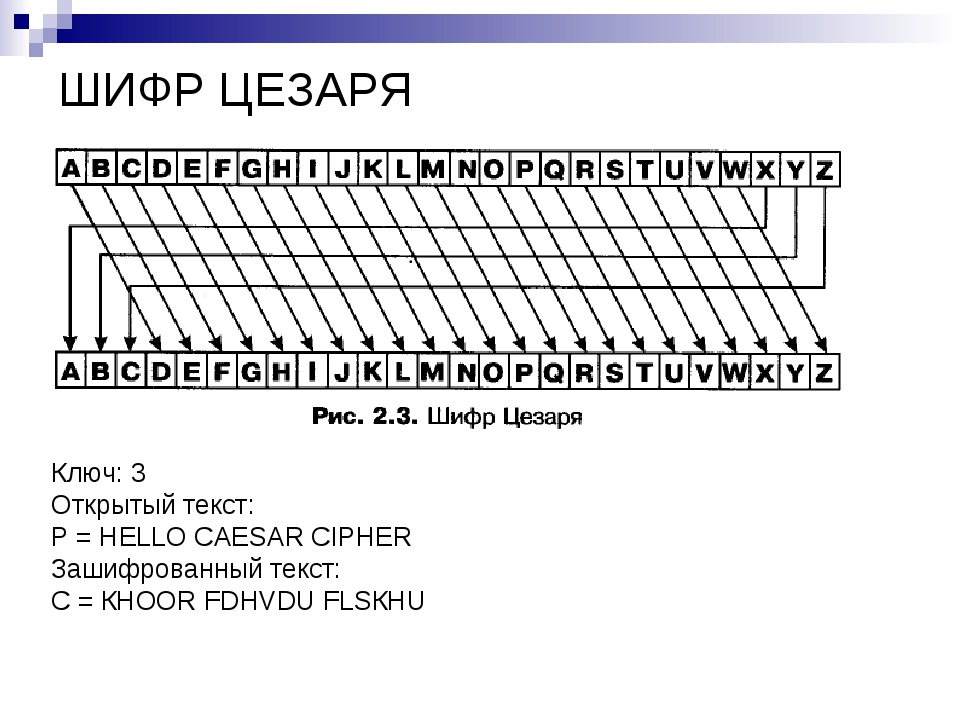 ШИФР ЦЕЗАРЯ
A B C D E F G H I J K L M N O P Q R S T U V W X Y Z
A B C D E F G H I J K L M N O P Q R S T U V W X Y Z
Рис. 2.3. Шифр Цезаря
Ключ: 3
Открытый текст:
P = HELLO CAESAR CIPHER
Зашифрованный текст:
C = KHOOR FDHVDU FLSKHU